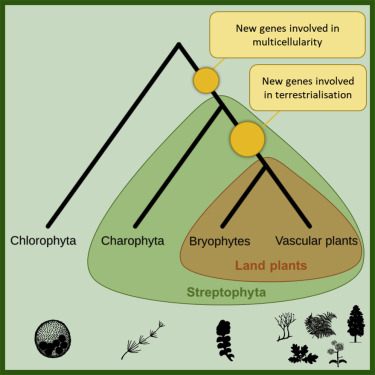 New genes involved in
multicellularity
New genes involved
in terrestrialisation
Chlorophyta
Charophyta
Bryophytes
Vascular plants
Land plants
Streptophyta